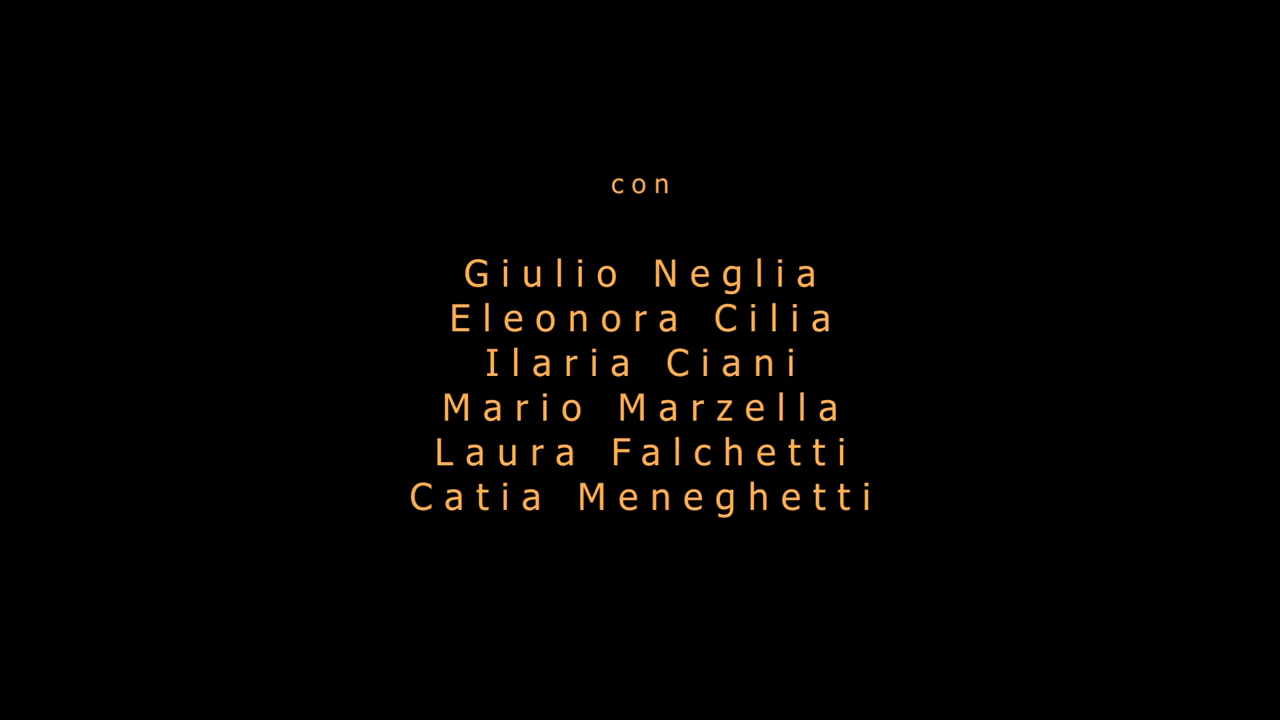 con
Giulio Neglia
Eleonora Cilia
Ilaria Ciani
Mario Marzella
Laura Falchetti
Catia Meneghetti